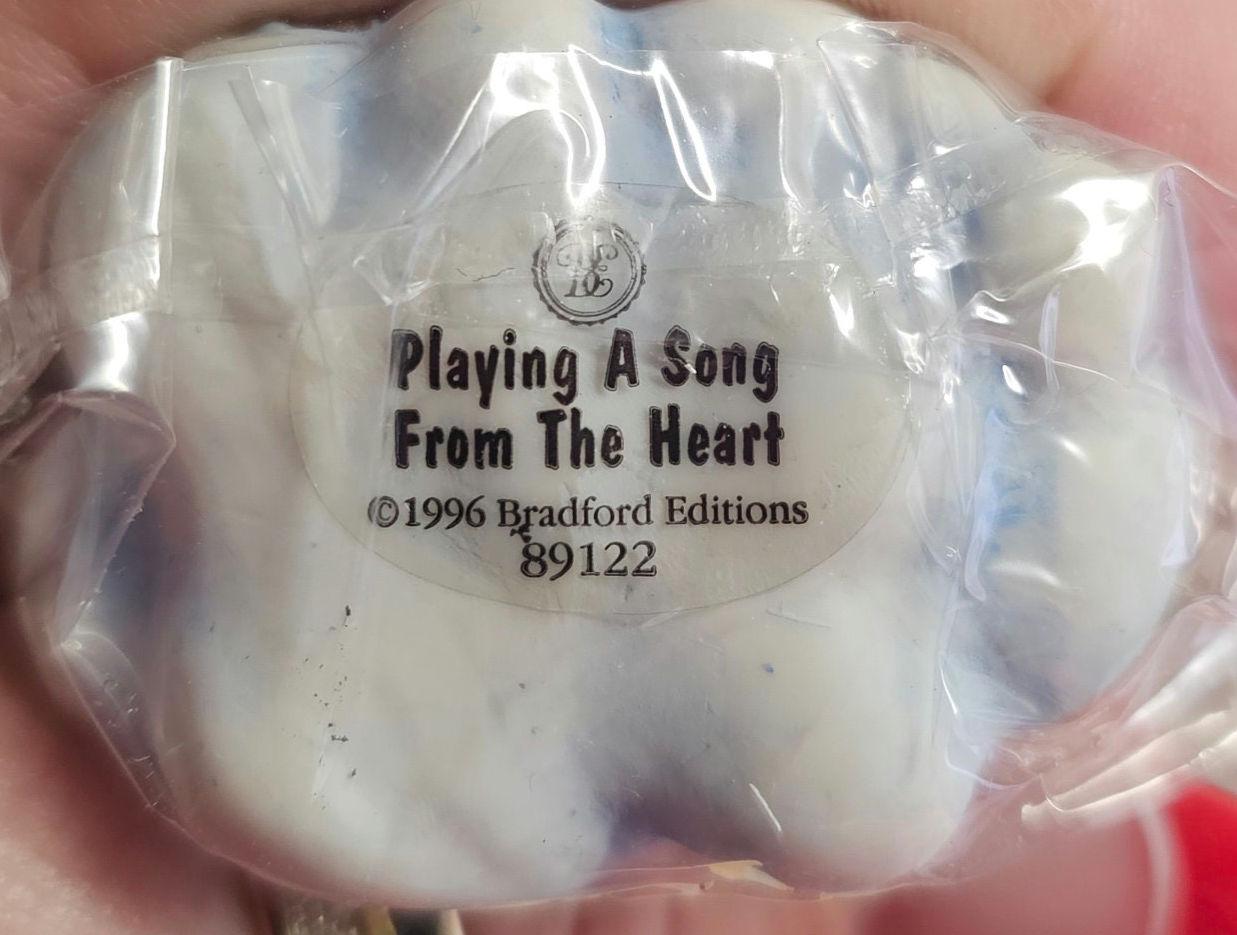 Playing A Song
From The Heart
©1996 Bradford Editions
89122